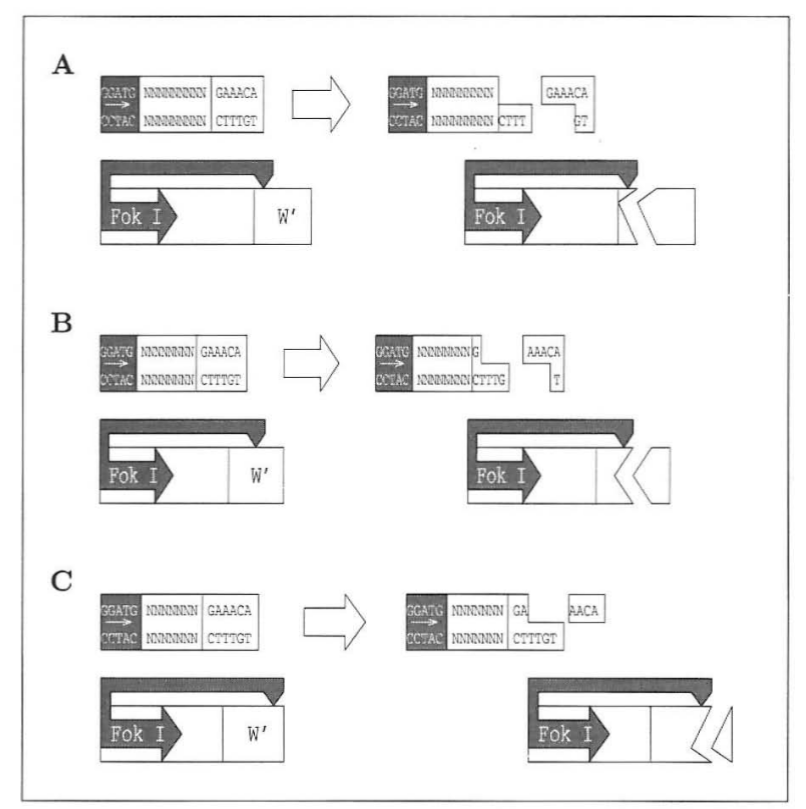 A
GGATG NNNNNNNNN GAAACA GGATG NNNNNNNNN GAAACA
CCTAC NNNNNNNNN CTTTGT CCTAC NNNNNNNNN CTTT GT
Fok I W' Fok I
B
GGATG NNNNNNNN GAAACA GGATG NNNNNNNN G AAACA
CCTAC NNNNNNNN CTTTGT CCTAC NNNNNNNN CTTTG T
Fok I W' Fok I
C
GGATG NNNNNNN GAAACA GGATG NNNNNNN GA AACA
CCTAC NNNNNNN CTTTGT CCTAC NNNNNNN CTTTGT
Fok I W' Fok I